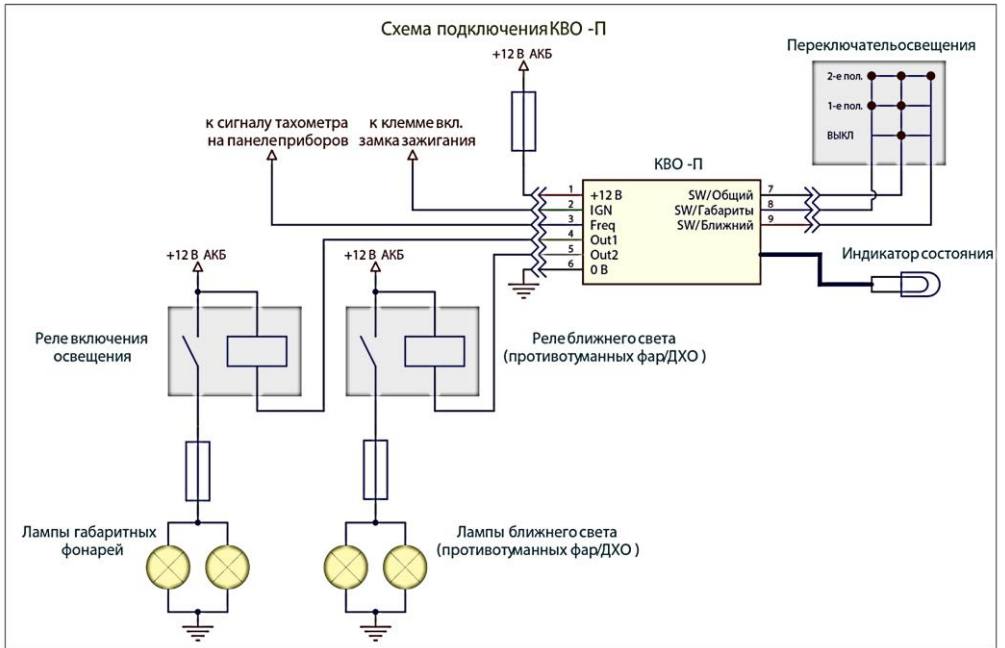 Схема подключения КВО -П
+12 В АКБ
Переключательосвещения
2-е пол.
1-е пол.
ВЫКЛ
к сигналу тахометра
на панелеприборов
к клемме вкл.
замка зажигания
КВО -П
1 +12 В
2 IGN
3 Freq
4 Out1
5 Out2
6 0 В
SW/Общий 7
SW/Габариты 8
SW/Ближний 9
Индикатор состояния
+12 В АКБ
+12 В АКБ
Реле включения
освещения
Реле ближнего света
(противотуманных фар/ДХО )
Лампы габаритных
фонарей
Лампы ближнего света
(противотуманных фар/ДХО )